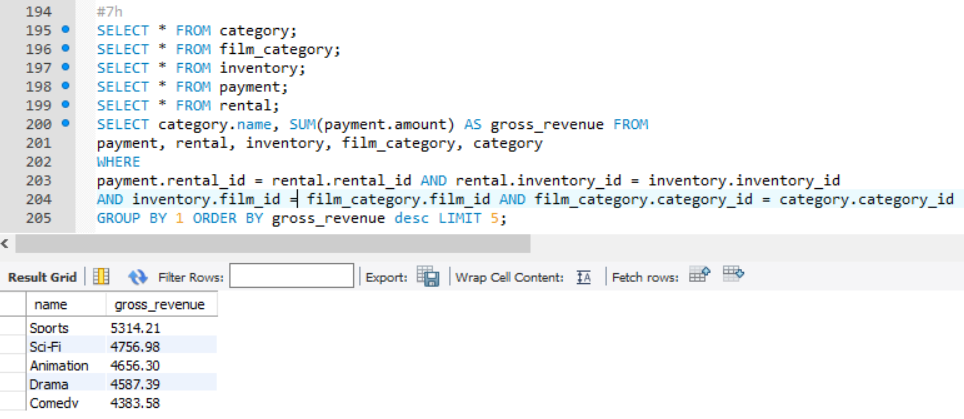 194 #7h
195 SELECT * FROM category;
196 SELECT * FROM film_category;
197 SELECT * FROM inventory;
198 SELECT * FROM payment;
199 SELECT * FROM rental;
200 SELECT category.name, SUM(payment.amount) AS gross_revenue FROM
201 payment, rental, inventory, film_category, category
202 WHERE
203 payment.rental_id = rental.rental_id AND rental.inventory_id = inventory.inventory_id
204 AND inventory.film_id = film_category.film_id AND film_category.category_id = category.category_id
205 GROUP BY 1 ORDER BY gross_revenue desc LIMIT 5;
Result Grid Filter Rows: Export: Wrap Cell Content: IA Fetch rows:
name gross_revenue
Sports 5314.21
Sci-Fi 4756.98
Animation 4656.30
Drama 4587.39
Comedy 4383.58